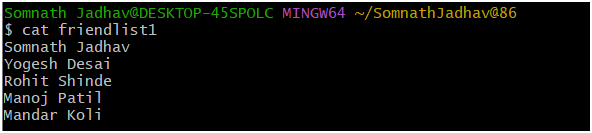 Somnath Jadhav@DESKTOP-45SPOLC MINGW64 ~/SomnathJadhav@86
$ cat friendlist1
Somnath Jadhav
Yogesh Desai
Rohit Shinde
Manoj Patil
Mandar Koli